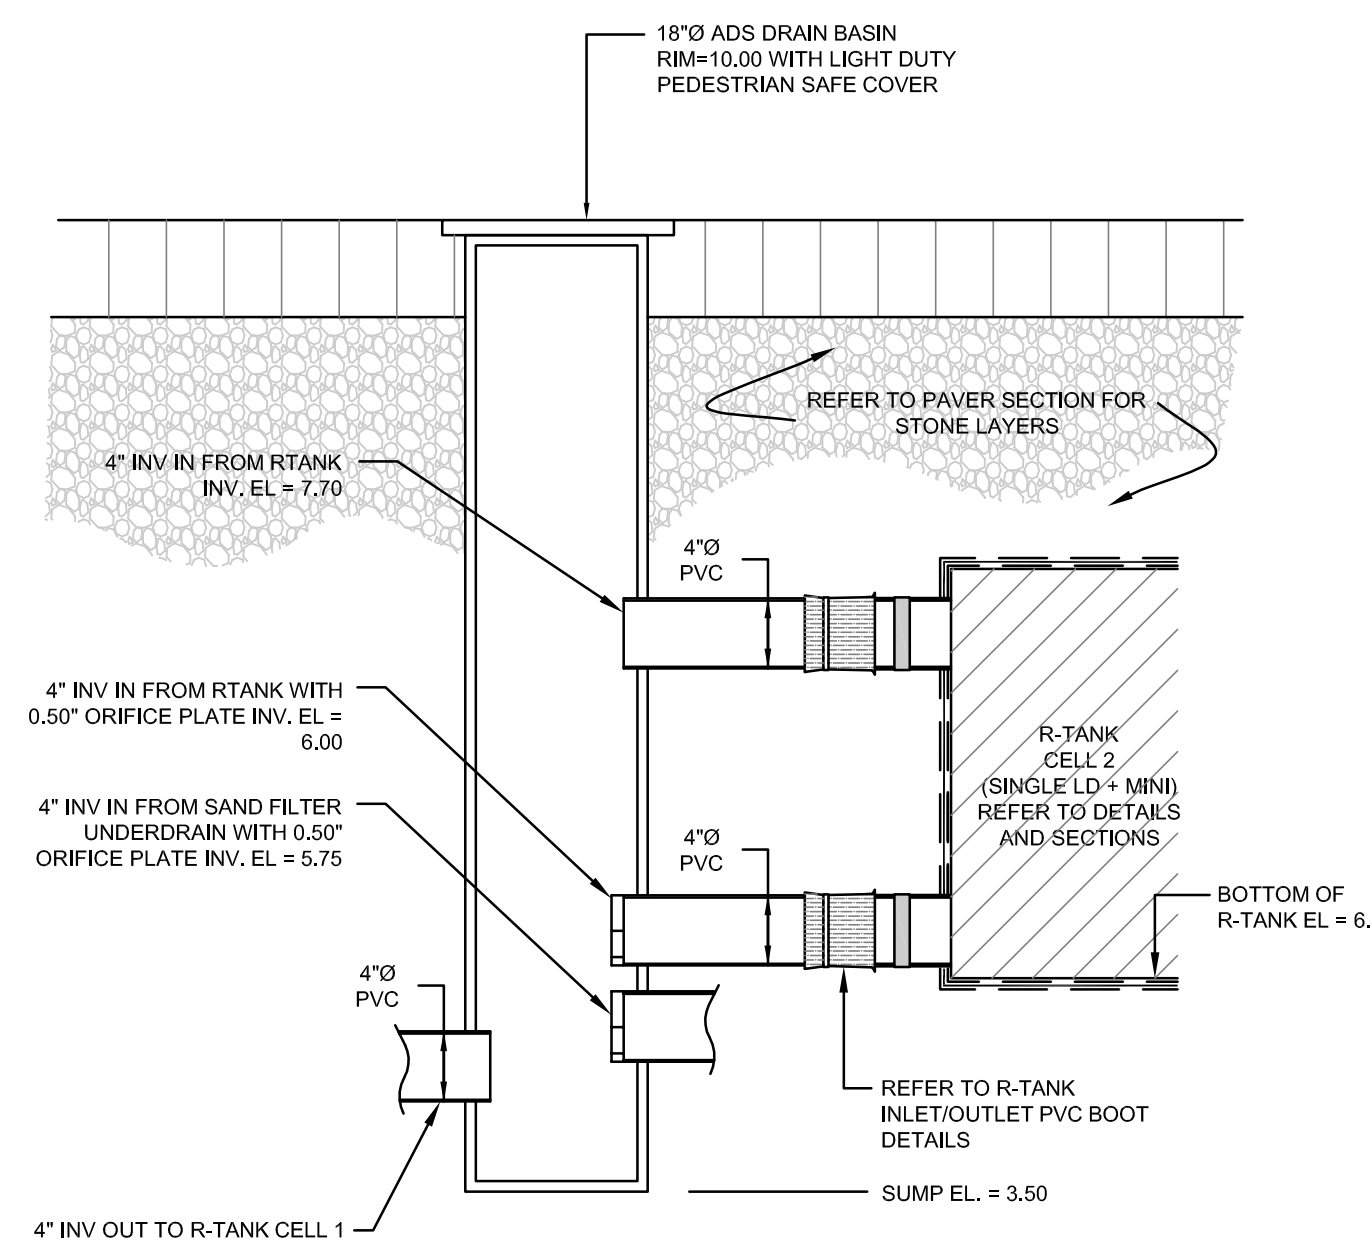 18"Ø ADS DRAIN BASIN
RIM=10.00 WITH LIGHT DUTY
PEDESTRIAN SAFE COVER
REFER TO PAVER SECTION FOR
STONE LAYERS
4" INV IN FROM RTANK
INV. EL = 7.70
4"Ø
PVC
4" INV IN FROM RTANK WITH
0.50" ORIFICE PLATE INV. EL =
6.00
R-TANK
CELL 2
(SINGLE LD + MINI)
REFER TO DETAILS
AND SECTIONS
4" INV IN FROM SAND FILTER
UNDERDRAIN WITH 0.50"
ORIFICE PLATE INV. EL = 5.75
4"Ø
PVC
BOTTOM OF
R-TANK EL = 6.
4"Ø
PVC
REFER TO R-TANK
INLET/OUTLET PVC BOOT
DETAILS
SUMP EL. = 3.50
4" INV OUT TO R-TANK CELL 1